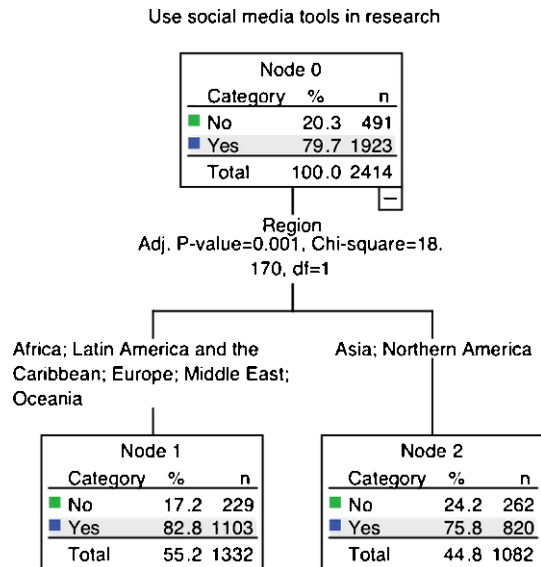 Use social media tools in research
Node 0
Category % n
No 20.3 491
Yes 79.7 1923
Total 100.0 2414
Region
Adj. P-value=0.001, Chi-square=18.
170, df=1
Africa; Latin America and the
Caribbean; Europe; Middle East;
Oceania
Asia; Northern America
Node 1
Category % n
No 17.2 229
Yes 82.8 1103
Total 55.2 1332
Node 2
Category % n
No 24.2 262
Yes 75.8 820
Total 44.8 1082